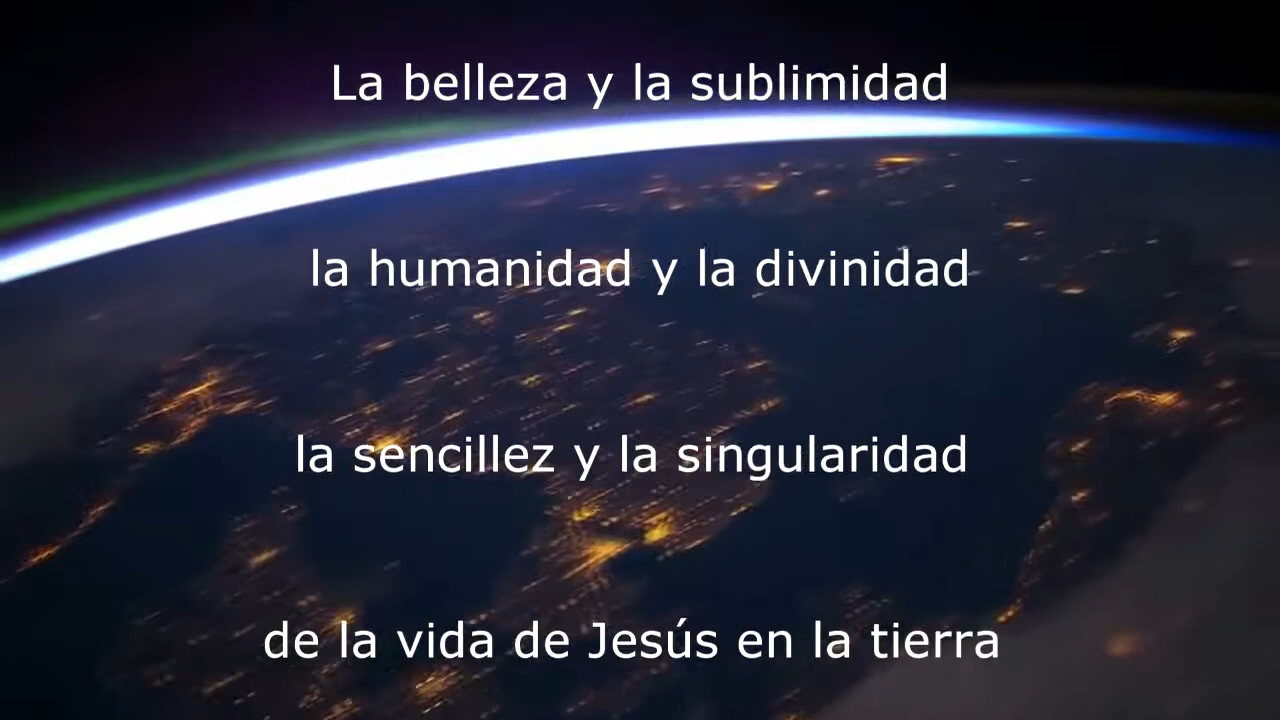 La belleza y la sublimidad
la humanidad y la divinidad
la sencillez y la singularidad
de la vida de Jesús en la tierra